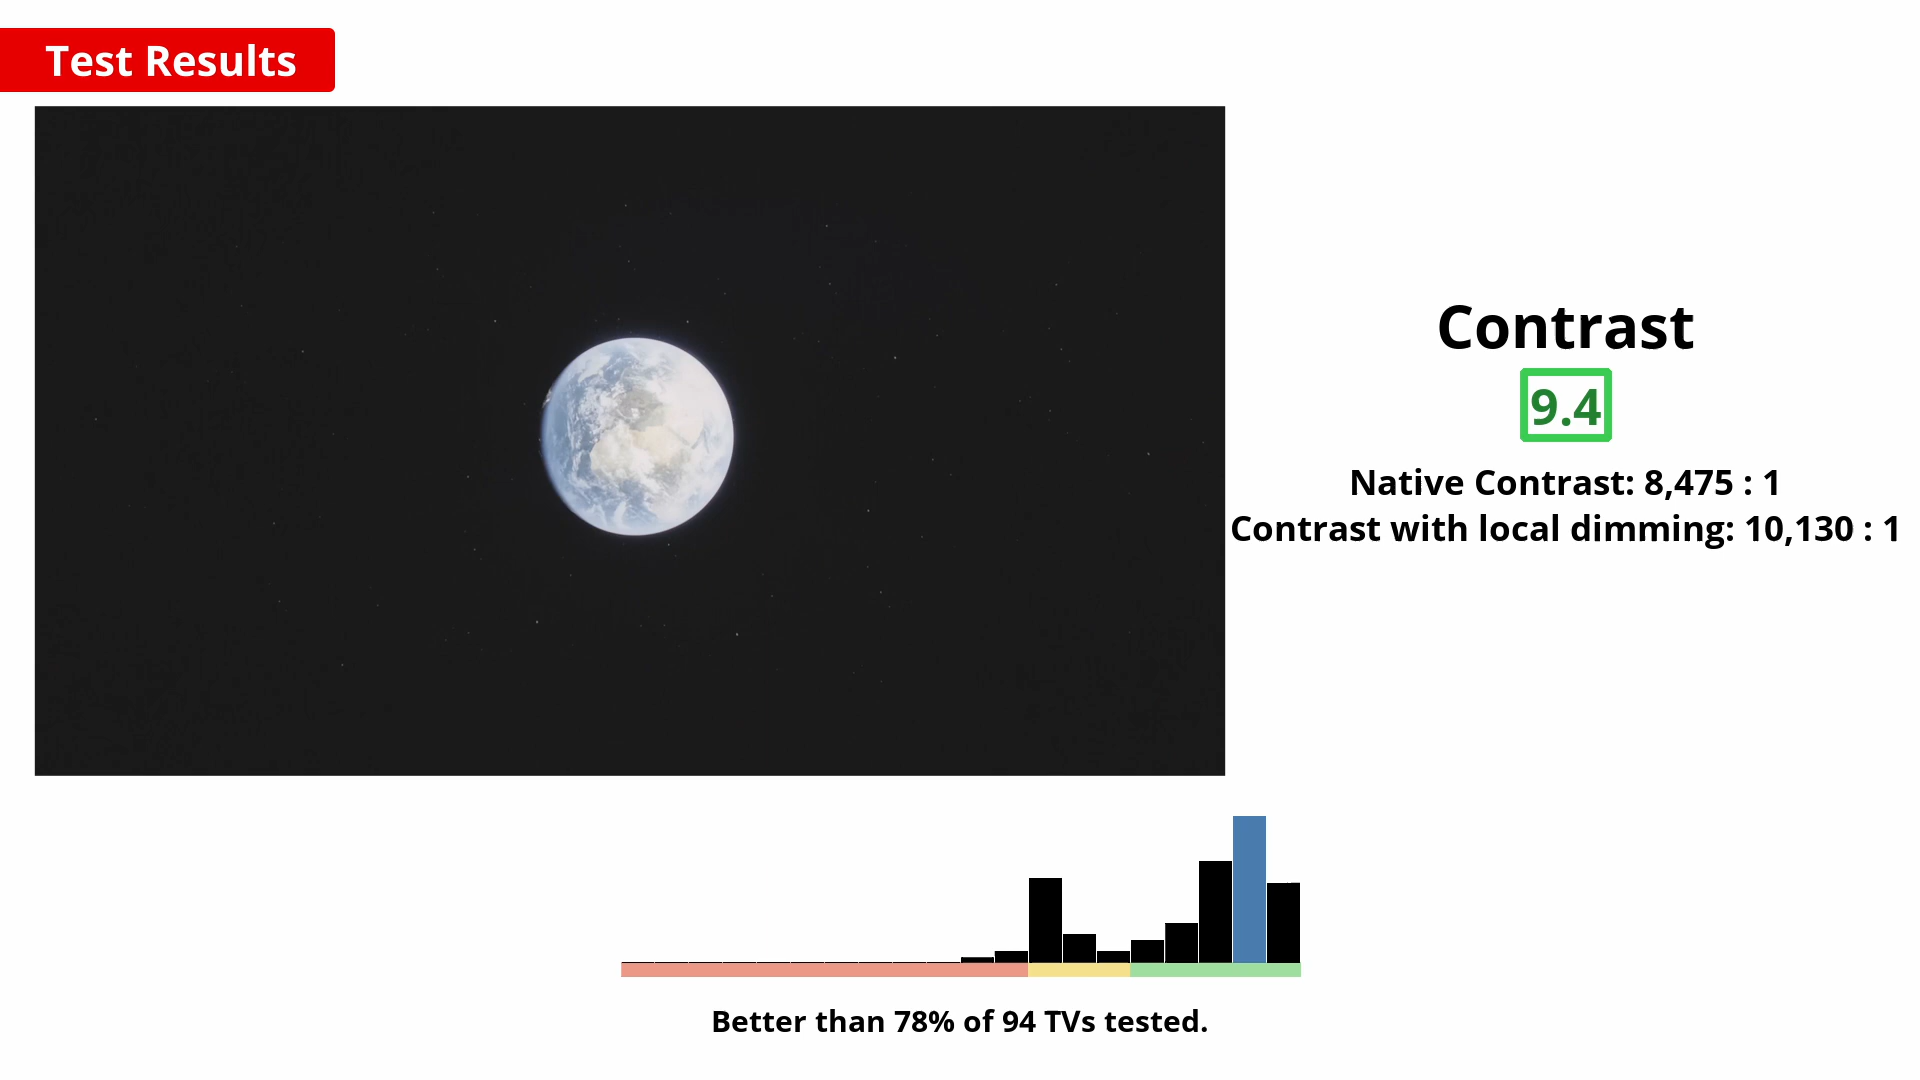 Test Results
Contrast
9.4
Native Contrast: 8,475 : 1
Contrast with local dimming: 10,130 : 1
Better than 78% of 94 TVs tested.